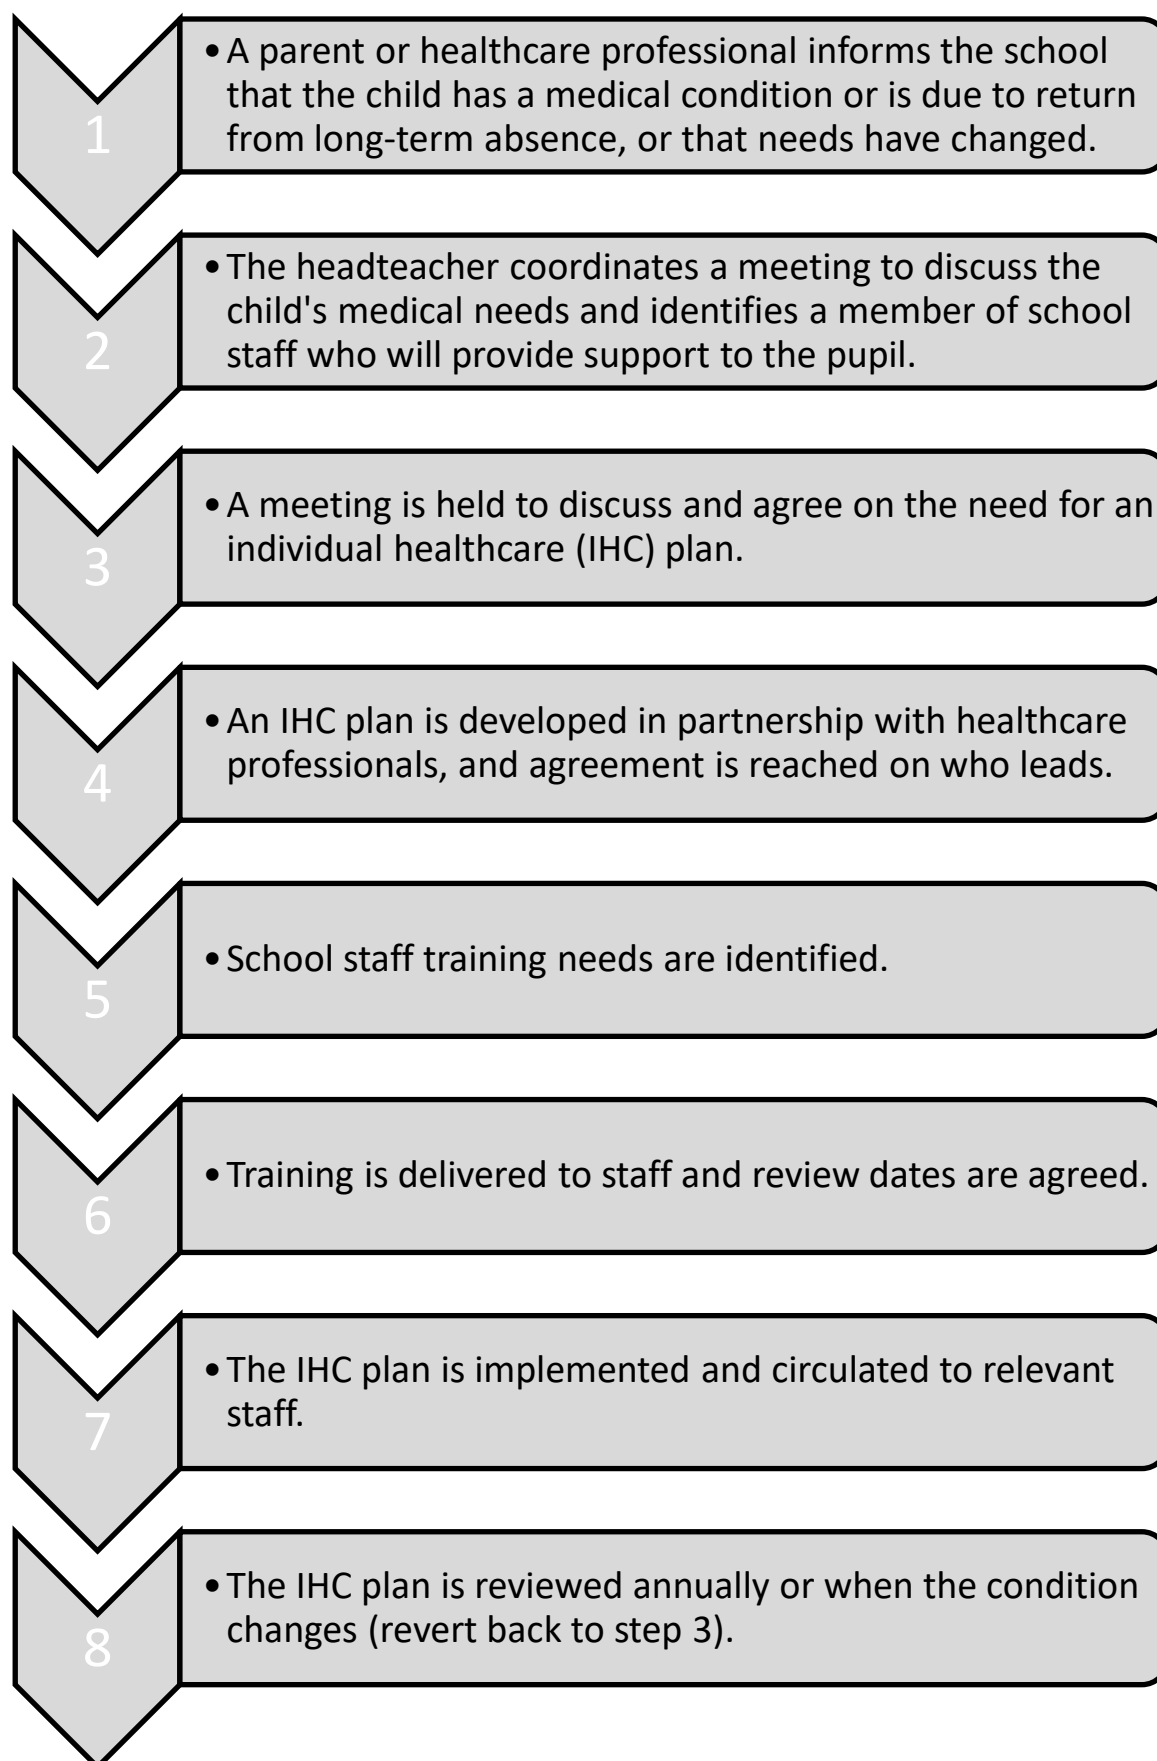 1
• A parent or healthcare professional informs the school
that the child has a medical condition or is due to return
from long-term absence, or that needs have changed.
2
• The headteacher coordinates a meeting to discuss the
child's medical needs and identifies a member of school
staff who will provide support to the pupil.
3
• A meeting is held to discuss and agree on the need for an
individual healthcare (IHC) plan.
4
• An IHC plan is developed in partnership with healthcare
professionals, and agreement is reached on who leads.
5
• School staff training needs are identified.
6
• Training is delivered to staff and review dates are agreed.
7
• The IHC plan is implemented and circulated to relevant
staff.
8
• The IHC plan is reviewed annually or when the condition
changes (revert back to step 3).